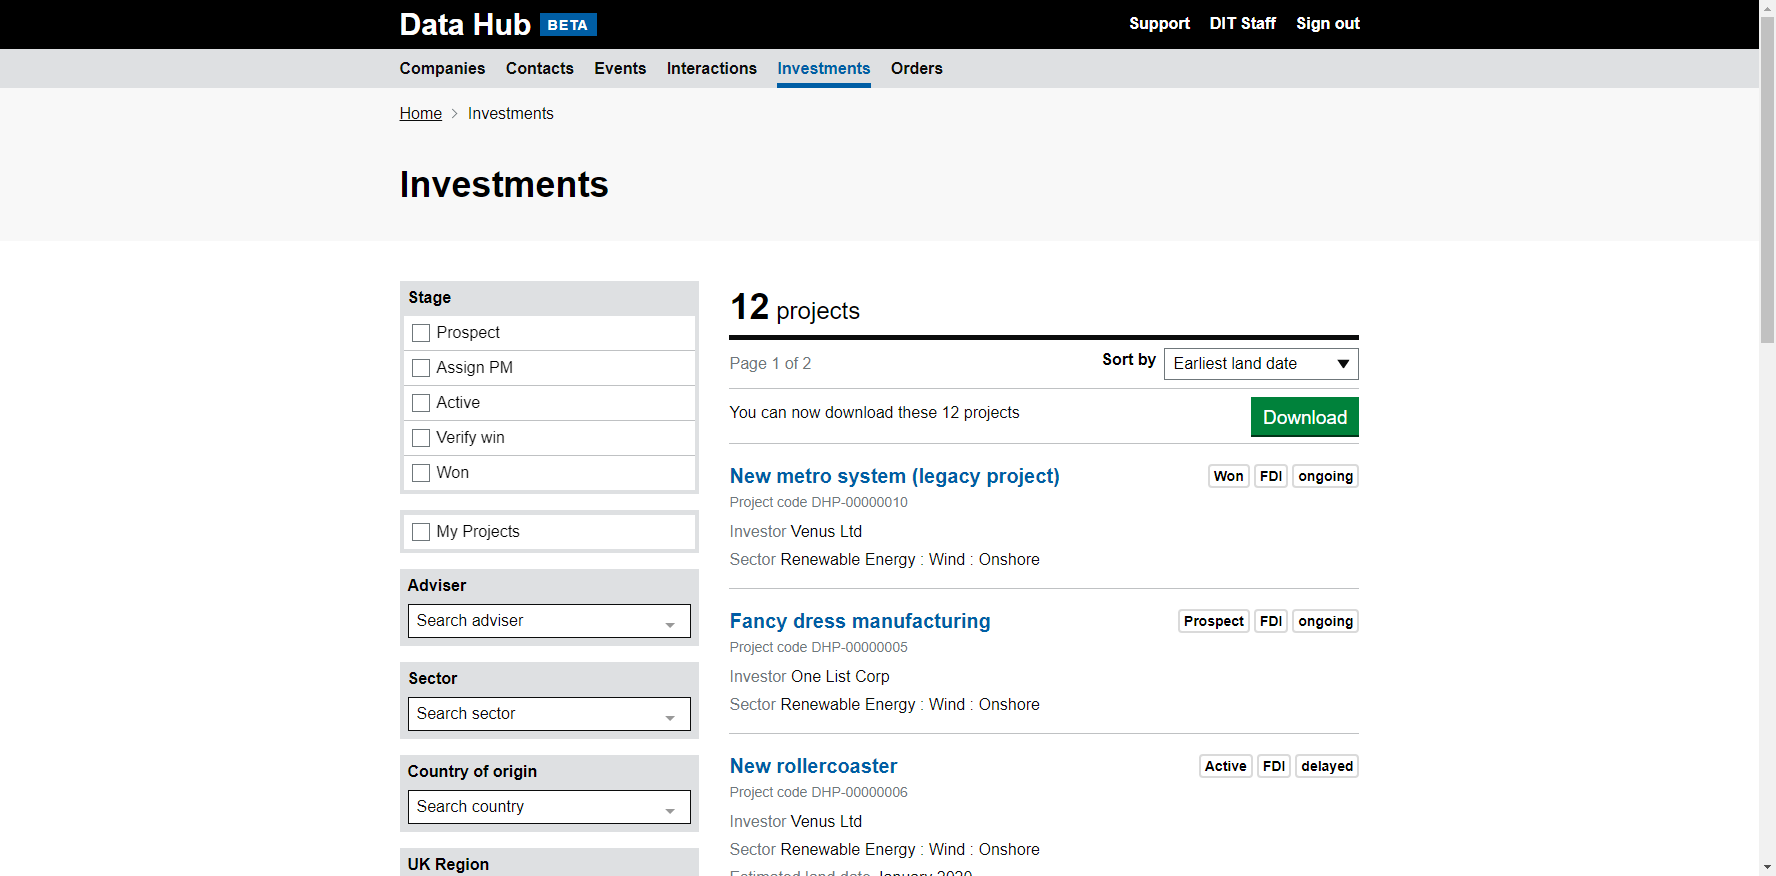 Data Hub BETA
Support DIT Staff Sign out
Companies Contacts Events Interactions Investments Orders
Home Investments
Investments
Stage
Prospect
Assign PM
Active
Verify win
Won
My Projects
Adviser
Search adviser
Sector
Search sector
Country of origin
Search country
UK Region
12 projects
Page 1 of 2
Sort by Earliest land date
You can now download these 12 projects
Download
New metro system (legacy project)
Won FDI ongoing
Project code DHP-00000010
Investor Venus Ltd
Sector Renewable Energy : Wind : Onshore
Fancy dress manufacturing
Prospect FDI ongoing
Project code DHP-00000005
Investor One List Corp
Sector Renewable Energy : Wind : Onshore
New rollercoaster
Active FDI delayed
Project code DHP-00000006
Investor Venus Ltd
Sector Renewable Energy : Wind : Onshore
Estimated land date January 2020